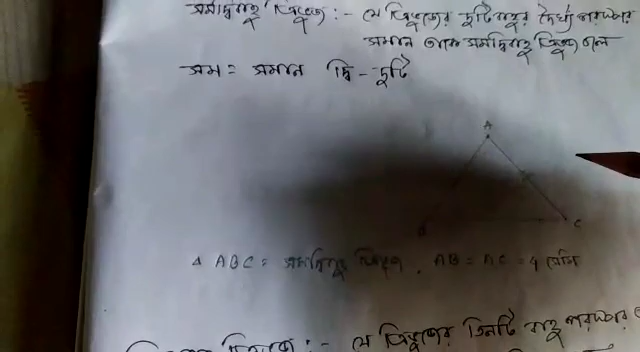 সমদ্বিবাহু ত্রিভুজ :- যে ত্রিভুজের দুটি বাহুর দৈর্ঘ্য পরস্পর
সমান তাকে সমদ্বিবাহু ত্রিভুজ বলে
সম = সমান দ্বি - দুটি
A
B C
△ ABC = সমদ্বিবাহু ত্রিভুজ, AB = AC = 4 সেমি
:- যে ত্রিভুজের তিনটি বাহু পরস্পর